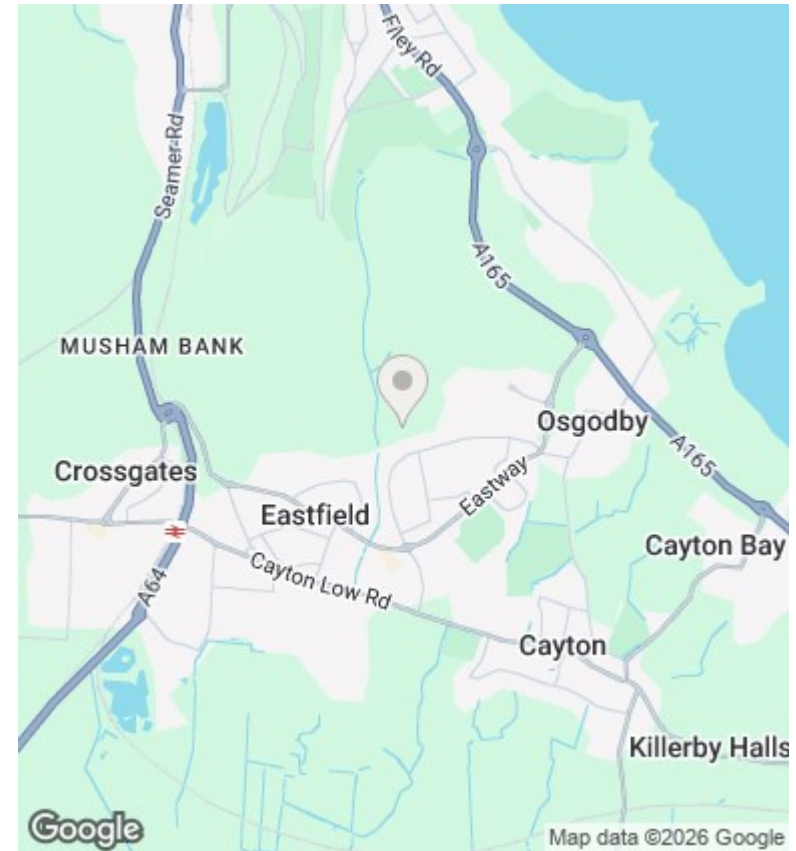 Filey Rd
Seamer Rd
A165
MUSHAM BANK
Osgodby
A165
Crossgates
Eastway
Eastfield
Cayton Bay
Cayton Low Rd
A64
Cayton
Killerby Halls
Google
Map data ©2026 Google